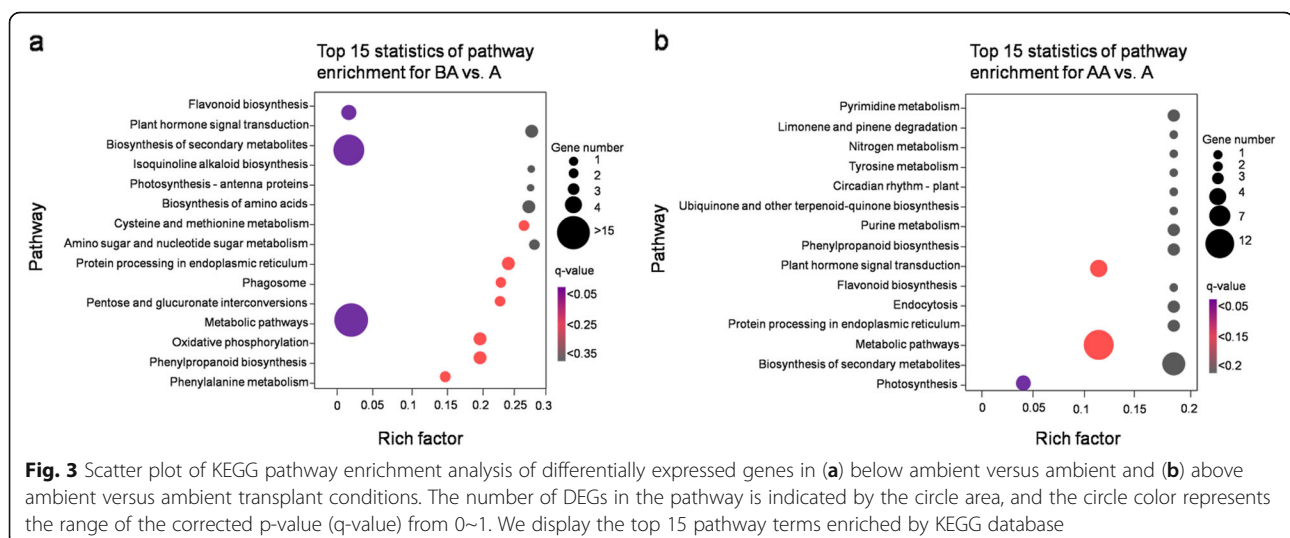 a
Top 15 statistics of pathway
enrichment for BA vs. A
Pathway
Flavonoid biosynthesis
Plant hormone signal transduction
Biosynthesis of secondary metabolites
Isoquinoline alkaloid biosynthesis
Photosynthesis - antenna proteins
Biosynthesis of amino acids
Cysteine and methionine metabolism
Amino sugar and nucleotide sugar metabolism
Protein processing in endoplasmic reticulum
Phagosome
Pentose and glucuronate interconversions
Metabolic pathways
Oxidative phosphorylation
Phenylpropanoid biosynthesis
Phenylalanine metabolism
0 0.05 0.1 0.15 0.2 0.25 0.3
Rich factor
Gene number
1
2
3
4
>15
q-value
<0.05
<0.25
<0.35
b
Top 15 statistics of pathway
enrichment for AA vs. A
Pathway
Pyrimidine metabolism
Limonene and pinene degradation
Nitrogen metabolism
Tyrosine metabolism
Circadian rhythm - plant
Ubiquinone and other terpenoid-quinone biosynthesis
Purine metabolism
Phenylpropanoid biosynthesis
Plant hormone signal transduction
Flavonoid biosynthesis
Endocytosis
Protein processing in endoplasmic reticulum
Metabolic pathways
Biosynthesis of secondary metabolites
Photosynthesis
0 0.05 0.1 0.15 0.2
Rich factor
Gene number
1
2
3
4
7
12
q-value
<0.05
<0.15
<0.2
Fig. 3 Scatter plot of KEGG pathway enrichment analysis of differentially expressed genes in (a) below ambient versus ambient and (b) above
ambient versus ambient transplant conditions. The number of DEGs in the pathway is indicated by the circle area, and the circle color represents
the range of the corrected p-value (q-value) from 0~1. We display the top 15 pathway terms enriched by KEGG database